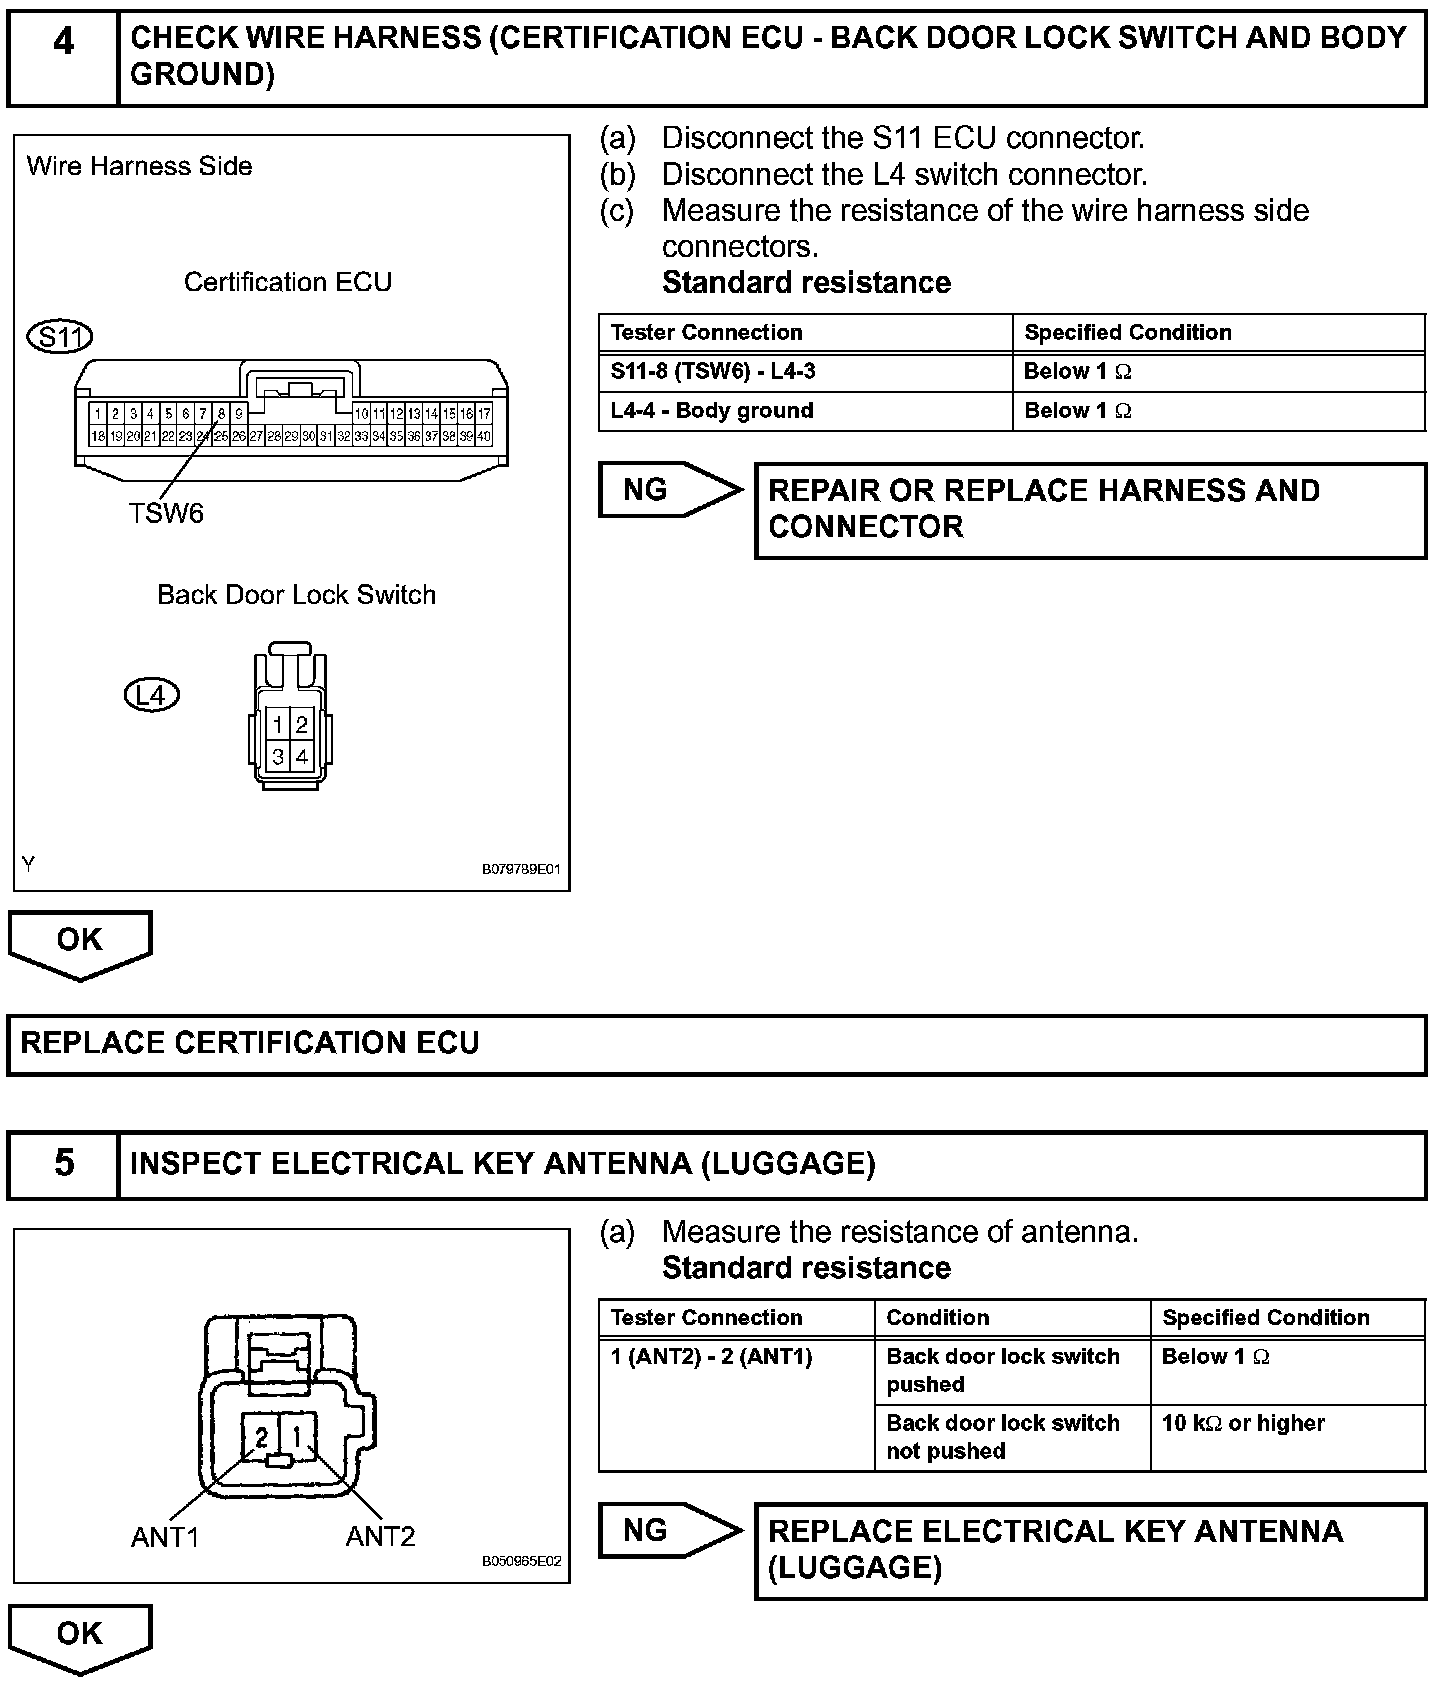 4
CHECK WIRE HARNESS (CERTIFICATION ECU - BACK DOOR LOCK SWITCH AND BODY
GROUND)
Wire Harness Side
Certification ECU
S11
1 2 3 4 5 6 7 8 9 10 11 12 13 14 15 16 17
18 19 20 21 22 23 24 25 26 27 28 29 30 31 32 33 34 35 36 37 38 39 40
TSW6
Back Door Lock Switch
L4
1 2
3 4
Y
B079789E01
(a) Disconnect the S11 ECU connector.
(b) Disconnect the L4 switch connector.
(c) Measure the resistance of the wire harness side
connectors.
Standard resistance
Tester Connection Specified Condition
S11-8 (TSW6) - L4-3 Below 1 Ω
L4-4 - Body ground Below 1 Ω
NG
REPAIR OR REPLACE HARNESS AND
CONNECTOR
OK
REPLACE CERTIFICATION ECU
5
INSPECT ELECTRICAL KEY ANTENNA (LUGGAGE)
2 1
ANT1 ANT2
B050965E02
(a) Measure the resistance of antenna.
Standard resistance
Tester Connection Condition Specified Condition
1 (ANT2) - 2 (ANT1) Back door lock switch Below 1 Ω
pushed
Back door lock switch 10 kΩ or higher
not pushed
NG
REPLACE ELECTRICAL KEY ANTENNA
(LUGGAGE)
OK